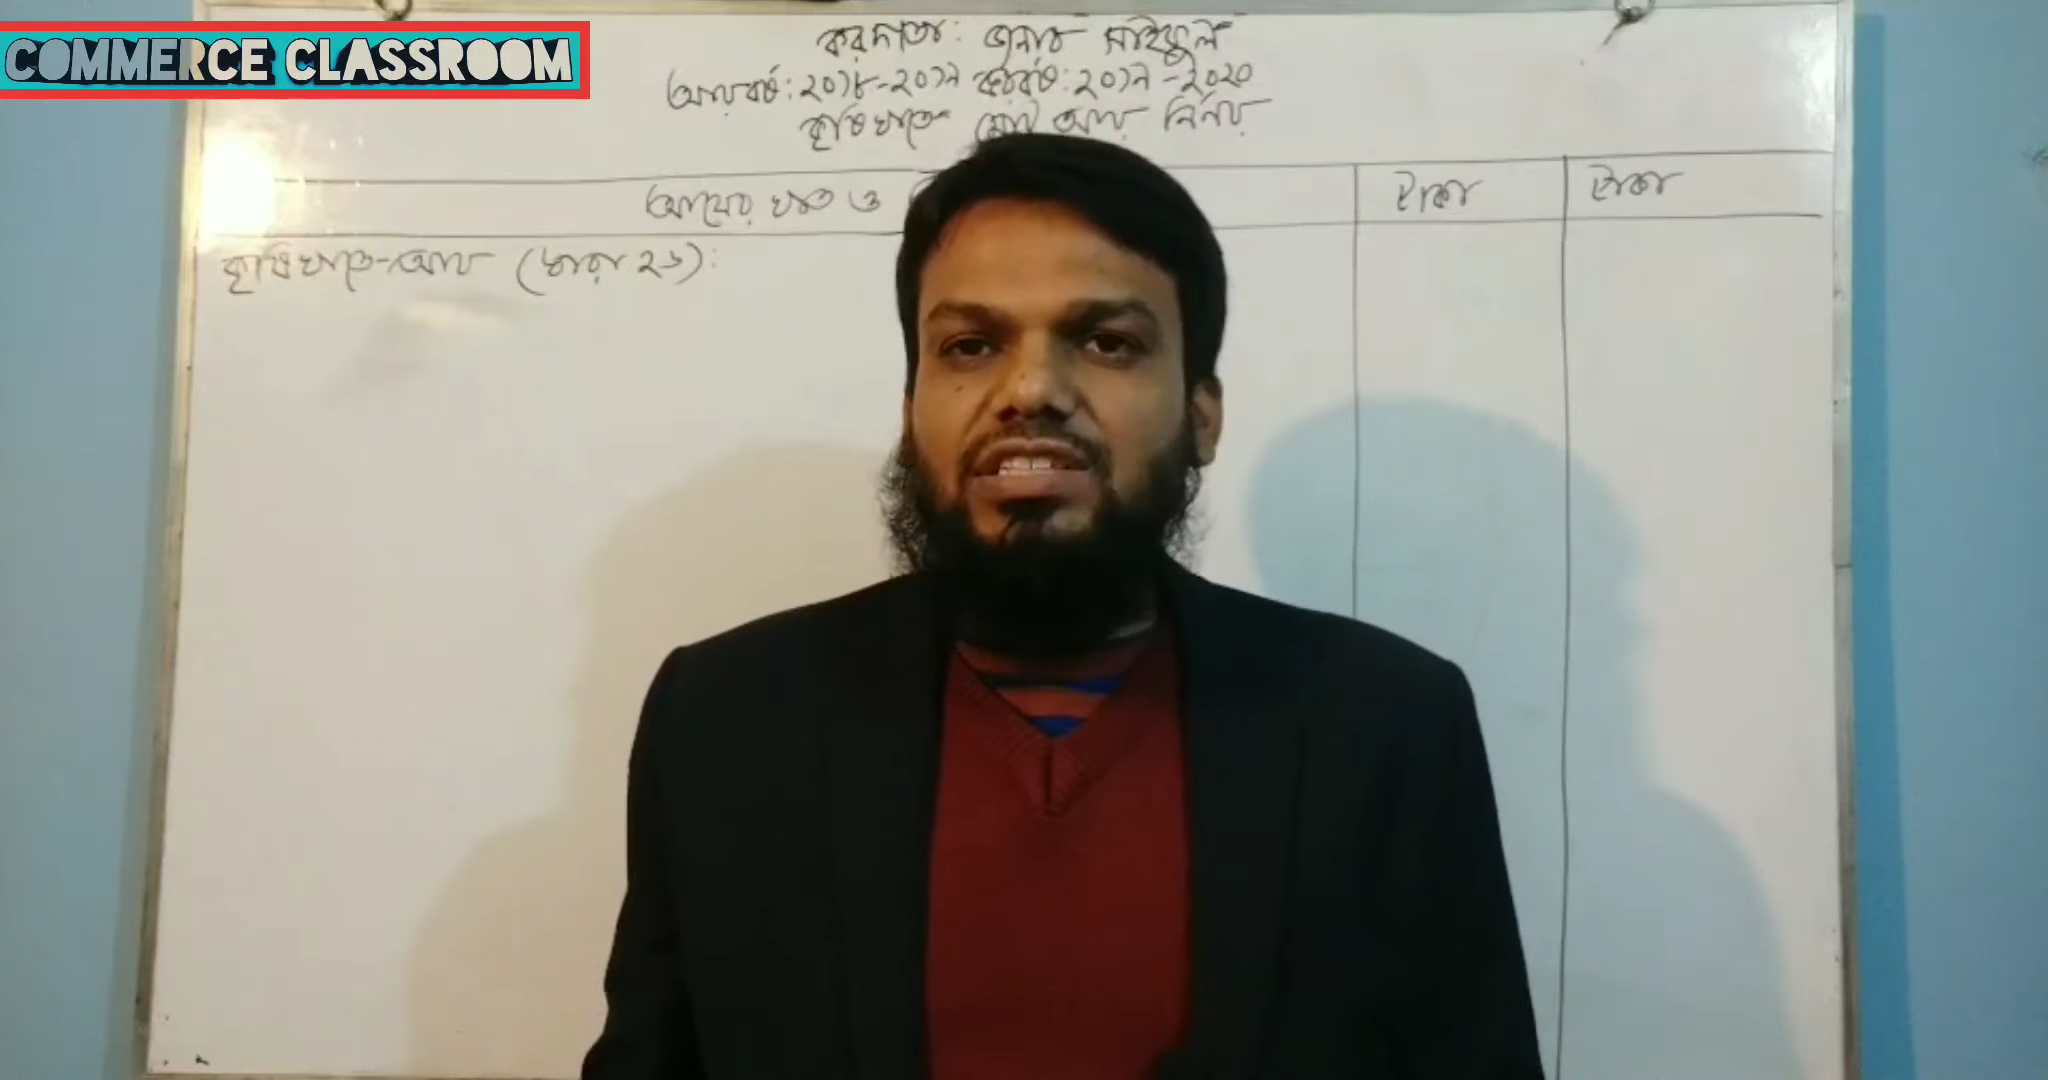 COMMERCE CLASSROOM
করদাতা: জনাব সাইফুল
আয়বর্ষ: ২০১৮-২০১৯ করবর্ষ: ২০১৯-২০২০
কৃষিখাতে মোট আয় নির্ণয়
আয়ের খাত ও
টাকা টাকা
কৃষিখাতে-আয় (ধারা ২৬):